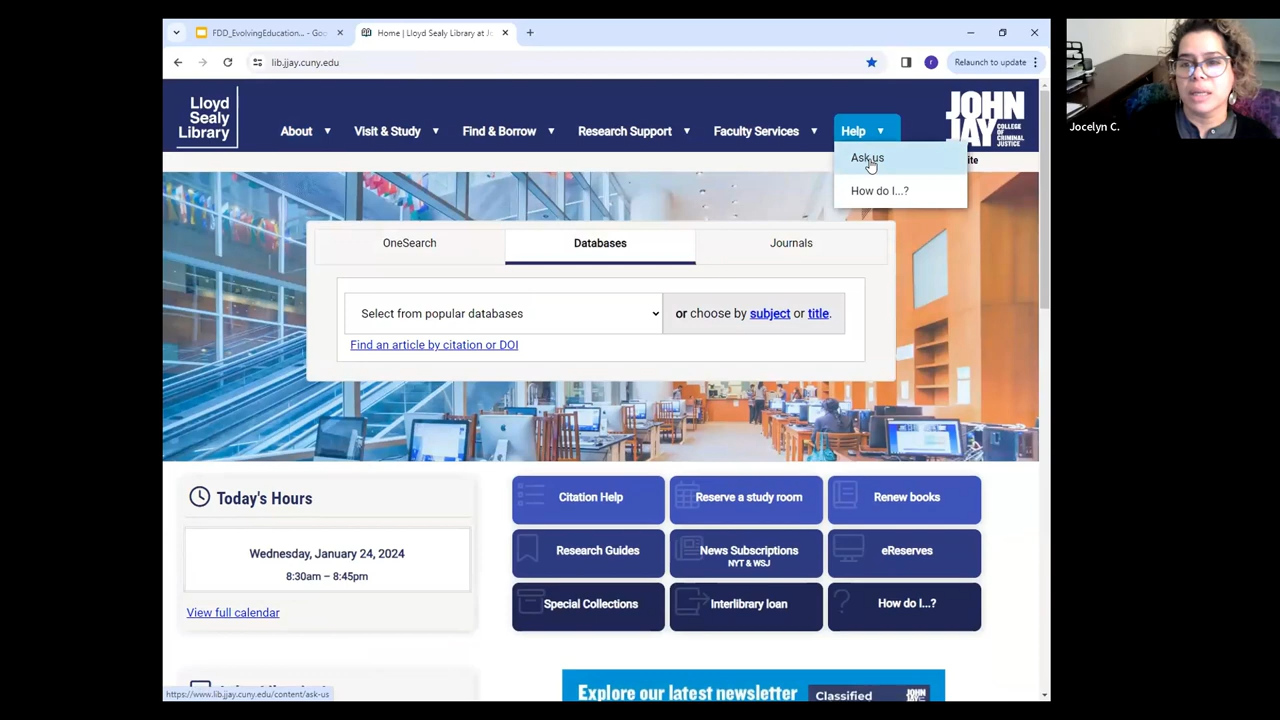 FDD_EvolvingEducation... - Goo
Home | Lloyd Sealy Library at J
lib.jjay.cuny.edu
Relaunch to update
Lloyd
Sealy
Library
About
Visit & Study
Find & Borrow
Research Support
Faculty Services
Help
JOHN
JAY
COLLEGE
OF
CRIMINAL
JUSTICE
Jocelyn C.
Ask us
ite
How do I...?
OneSearch
Databases
Journals
Select from popular databases
or choose by subject or title.
Find an article by citation or DOI
Today's Hours
Wednesday, January 24, 2024
8:30am – 8:45pm
View full calendar
Citation Help
Reserve a study room
Renew books
Research Guides
News Subscriptions
NYT & WSJ
eReserves
Special Collections
Interlibrary loan
How do I...?
Explore our latest newsletter
Classified
JOHN
JAY
https://www.lib.jjay.cuny.edu/content/ask-us